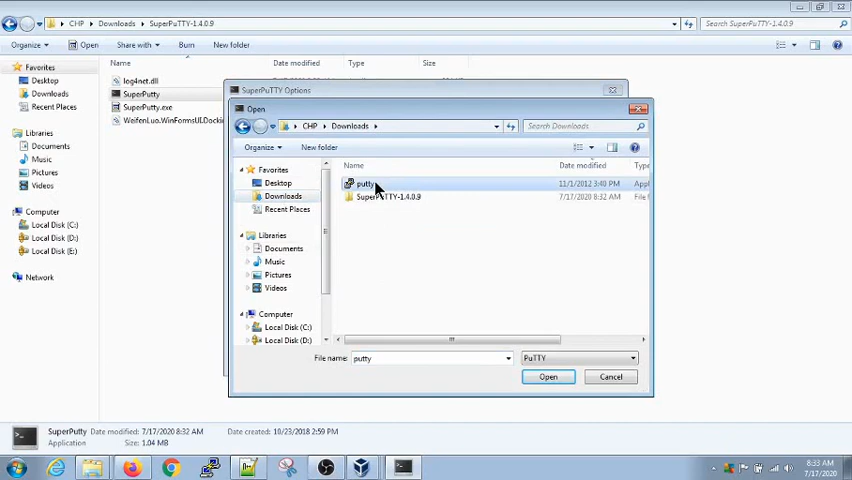 CHP ▸ Downloads ▸ SuperPuTTY-1.4.0.9
Search SuperPuTTY-1.4.0.9
Organize Open Share with Burn New folder
Favorites
Desktop
Downloads
Recent Places
Libraries
Documents
Music
Pictures
Videos
Computer
Local Disk (C:)
Local Disk (D:)
Local Disk (E:)
Network
Name Date modified Type Size
log4net.dll
SuperPutty
SuperPutty.exe
WeifenLuo.WinFormsUI.Docki
SuperPuTTY Options
Open
CHP ▸ Downloads ▸
Search Downloads
Organize New folder
Favorites
Desktop
Downloads
Recent Places
Libraries
Documents
Music
Pictures
Videos
Computer
Local Disk (C:)
Local Disk (D:)
Name Date modified Type
putty 11/1/2012 3:40 PM Appl
SuperPuTTY-1.4.0.9 7/17/2020 8:32 AM File f
File name: putty PuTTY
Open Cancel
SuperPutty Date modified: 7/17/2020 8:32 AM Date created: 10/23/2018 2:59 PM
Application Size: 1.04 MB
8:33 AM
7/17/2020